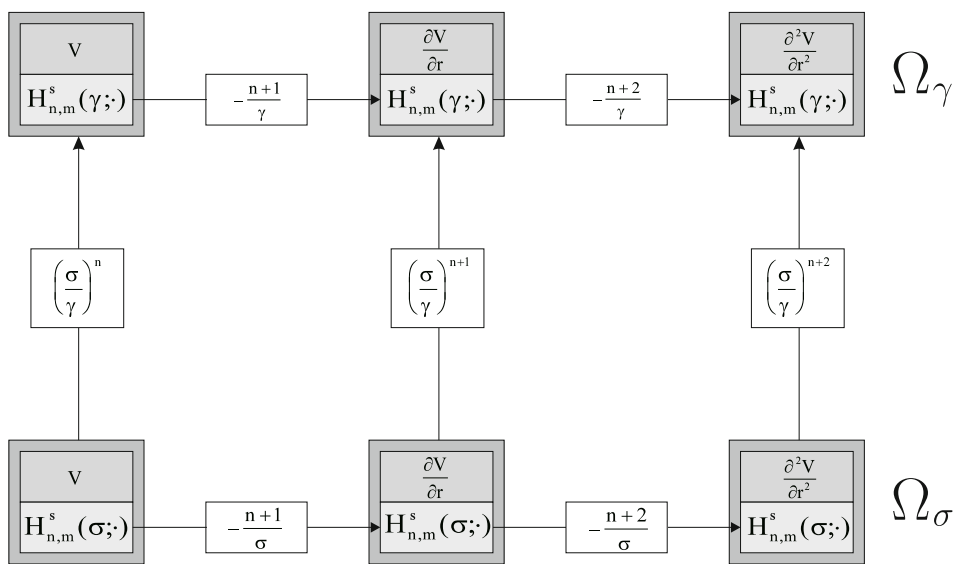 V ∂V/∂r ∂²V/∂r² Ω_γ
H^s_{n,m}(γ;·) −(n+1)/γ H^s_{n,m}(γ;·) −(n+2)/γ H^s_{n,m}(γ;·)
(σ/γ)^n (σ/γ)^{n+1} (σ/γ)^{n+2}
V ∂V/∂r ∂²V/∂r² Ω_σ
H^s_{n,m}(σ;·) −(n+1)/σ H^s_{n,m}(σ;·) −(n+2)/σ H^s_{n,m}(σ;·)